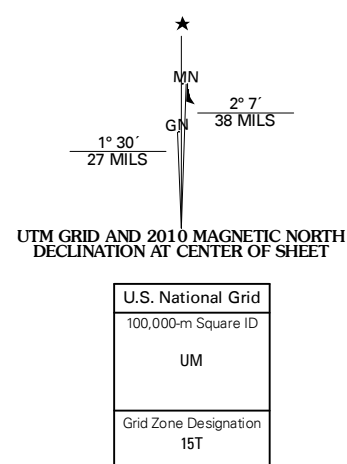 MN
GN
2° 7´
38 MILS
1° 30´
27 MILS
UTM GRID AND 2010 MAGNETIC NORTH
DECLINATION AT CENTER OF SHEET
U.S. National Grid
100,000-m Square ID
UM
Grid Zone Designation
15T